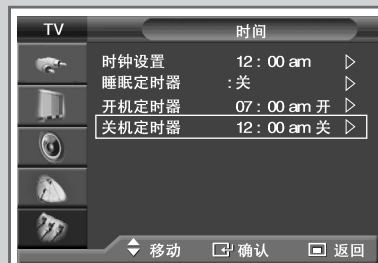 TV 时间
时钟设置 12 : 00 am
睡眠定时器 : 关
开机定时器 07 : 00 am 开
关机定时器 12 : 00 am 关
移动 确认 返回